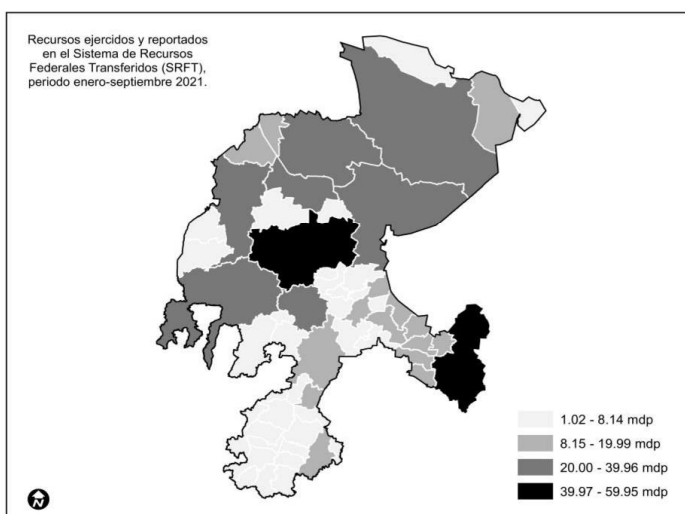 Recursos ejercidos y reportados
en el Sistema de Recursos
Federales Transferidos (SRFT),
periodo enero-septiembre 2021.
1.02 - 8.14 mdp
8.15 - 19.99 mdp
20.00 - 39.96 mdp
39.97 - 59.95 mdp
N